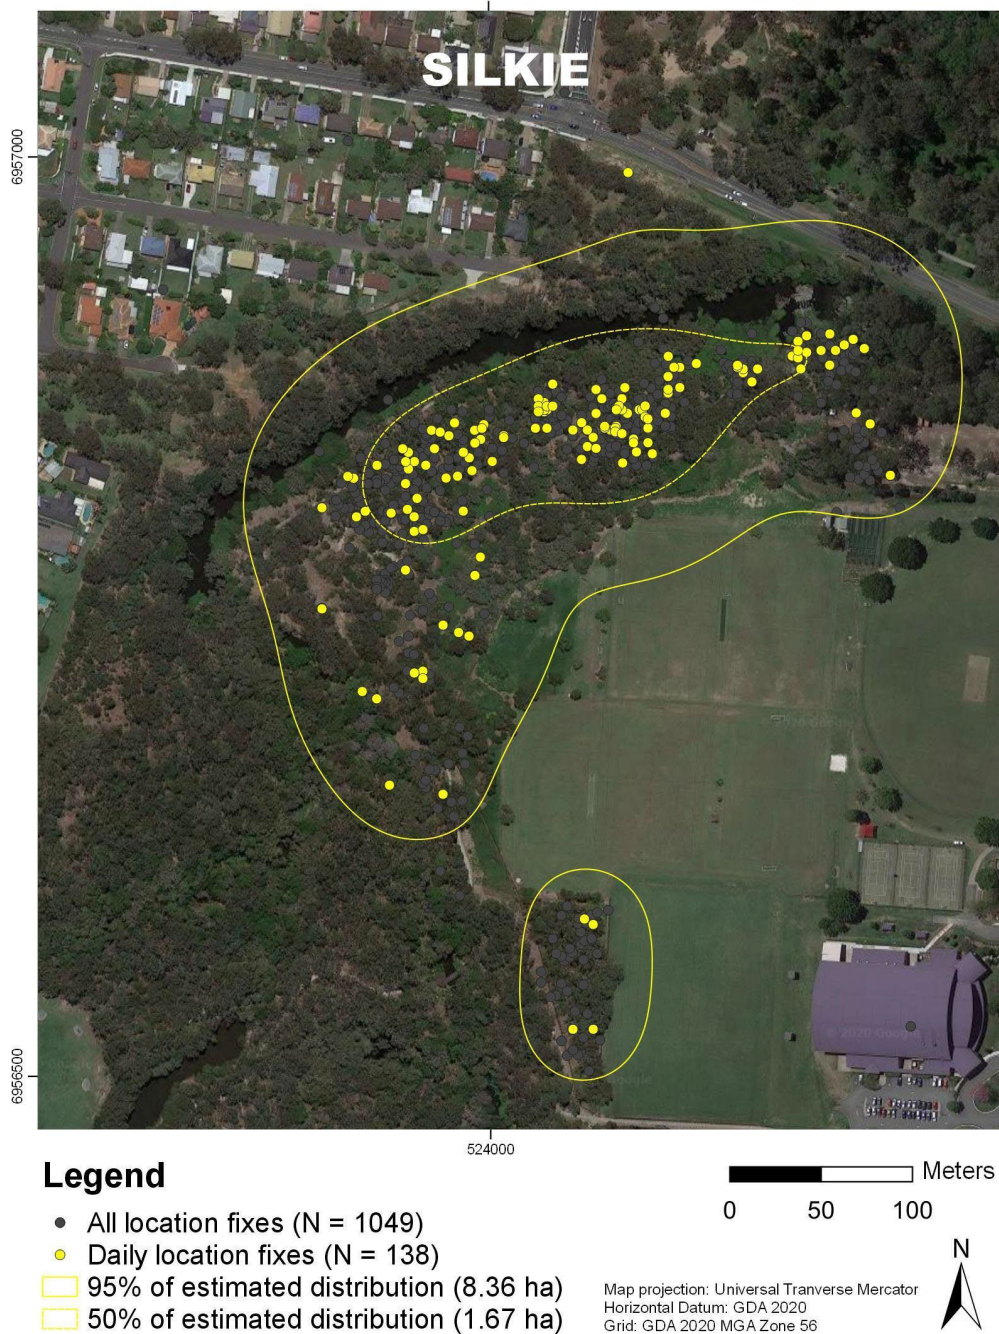 SILKIE
6957000
6956500
524000
© 2020 Google
Legend
All location fixes (N = 1049)
Daily location fixes (N = 138)
95% of estimated distribution (8.36 ha)
50% of estimated distribution (1.67 ha)
Meters
0 50 100
N
Map projection: Universal Tranverse Mercator
Horizontal Datum: GDA 2020
Grid: GDA 2020 MGA Zone 56